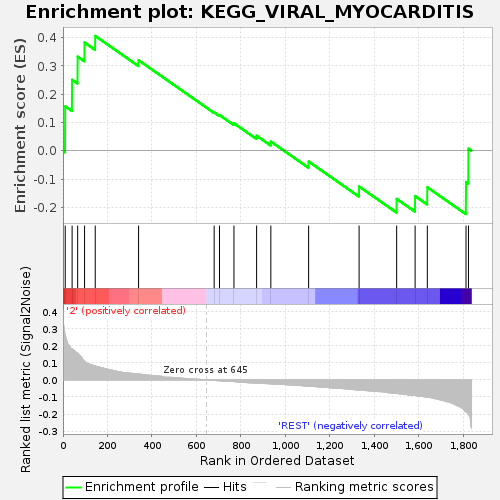 Enrichment plot: KEGG_VIRAL_MYOCARDITIS
Enrichment score (ES)
0.4
0.3
0.2
0.1
0.0
-0.1
-0.2
'2' (positively correlated)
Zero cross at 645
'REST' (negatively correlated)
Ranked list metric (Signal2Noise)
0.4
0.3
0.2
0.1
0.0
-0.1
-0.2
-0.3
0 200 400 600 800 1,000 1,200 1,400 1,600 1,800
Rank in Ordered Dataset
Enrichment profile Hits Ranking metric scores